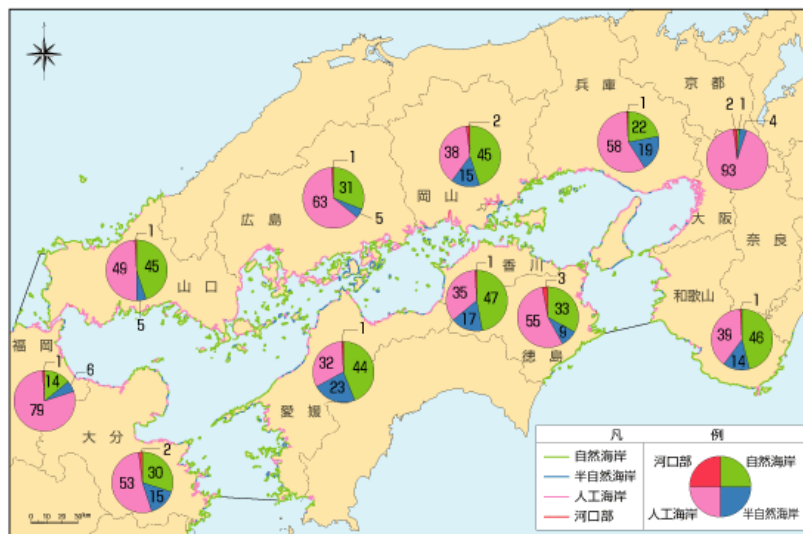 兵庫
京都
1
22
19
58
2
1
4
93
2
45
15
38
岡山
1
31
5
63
広島
大阪
奈良
1
45
5
49
山口
香川
1
47
17
35
3
33
9
55
徳島
和歌山
1
46
14
39
福岡
1
14
6
79
1
44
23
32
愛媛
大分
2
30
15
53
0 10 20 30km
凡例
自然海岸
半自然海岸
人工海岸
河口部
河口部
自然海岸
人工海岸
半自然海岸